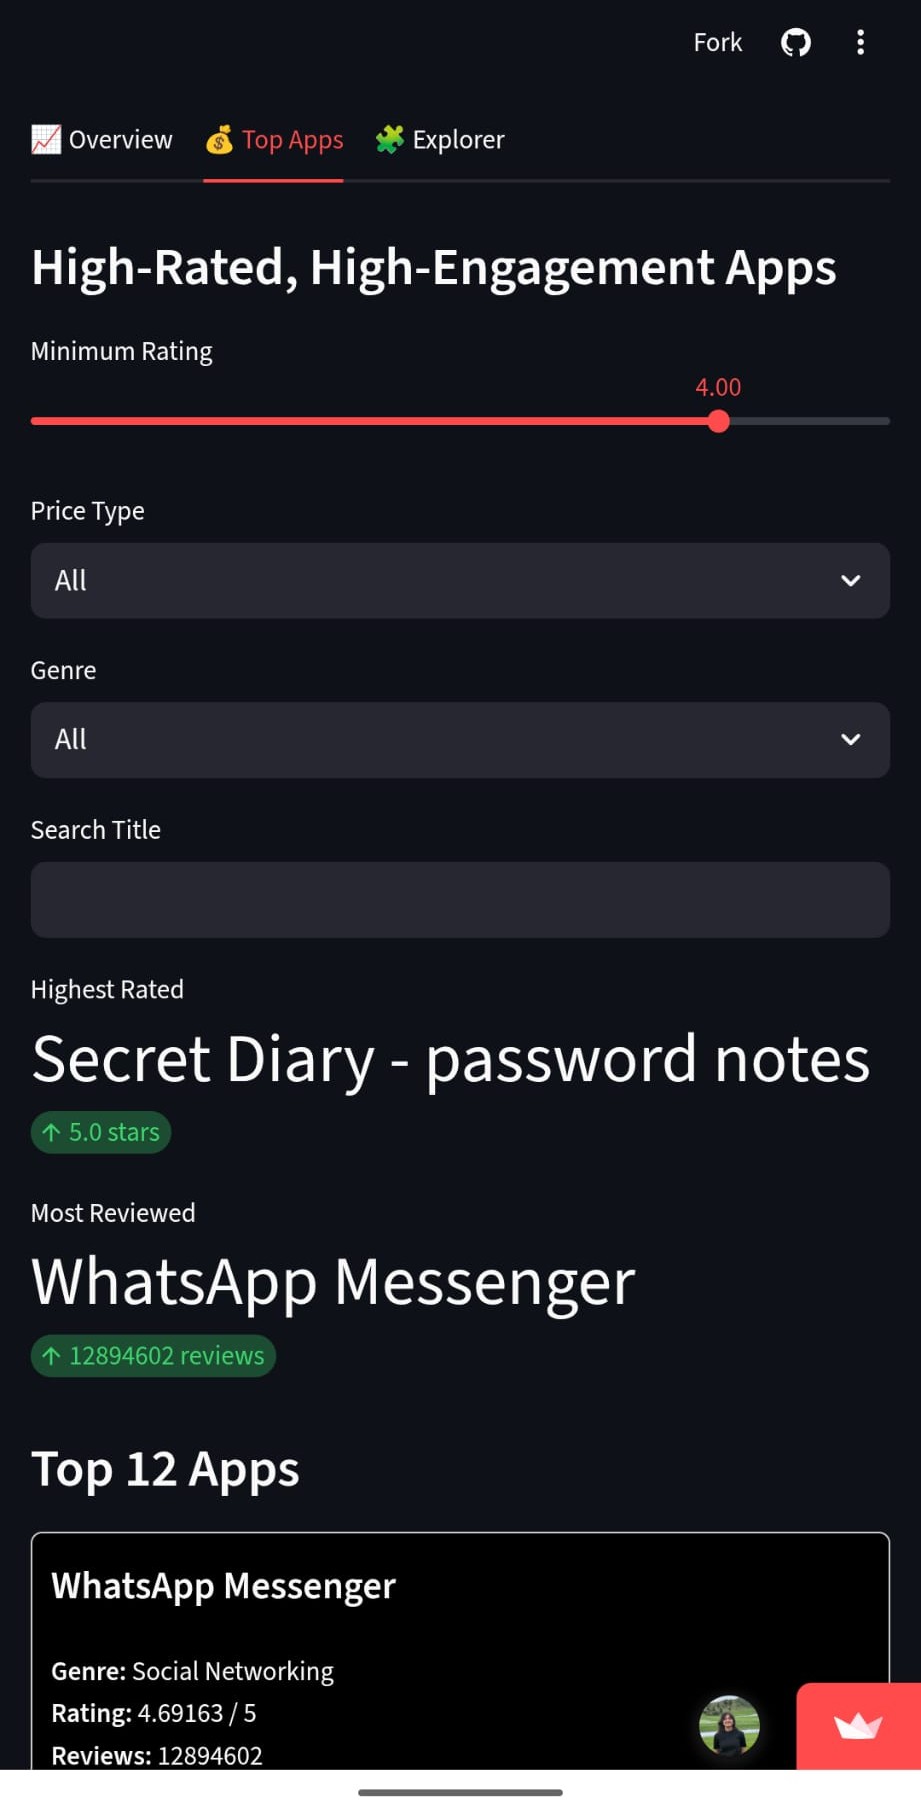 Fork
📈 Overview 💰 Top Apps 🧩 Explorer
High-Rated, High-Engagement Apps
Minimum Rating
4.00
Price Type
All
Genre
All
Search Title
Highest Rated
Secret Diary - password notes
↑ 5.0 stars
Most Reviewed
WhatsApp Messenger
↑ 12894602 reviews
Top 12 Apps
WhatsApp Messenger
Genre: Social Networking
Rating: 4.69163 / 5
Reviews: 12894602